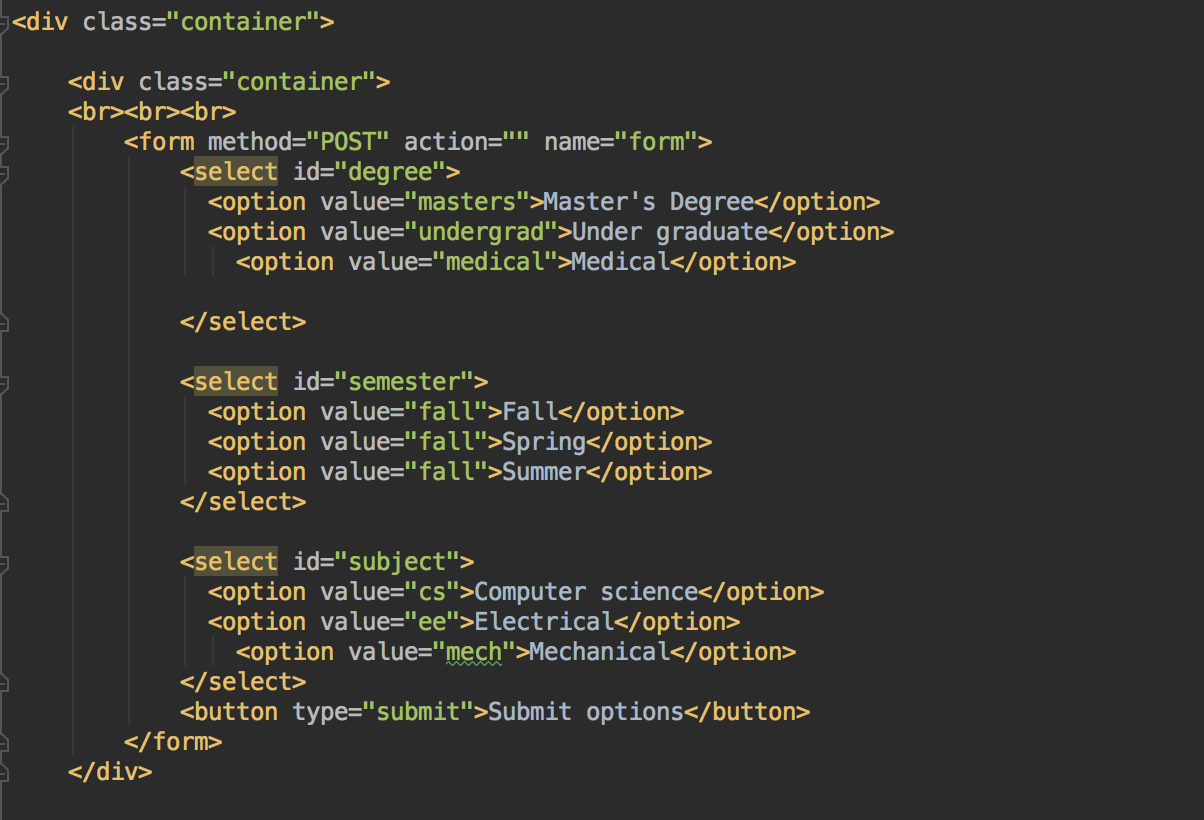 <div class="container">
<div class="container">
<br><br><br>
<form method="POST" action="" name="form">
<select id="degree">
<option value="masters">Master's Degree</option>
<option value="undergrad">Under graduate</option>
<option value="medical">Medical</option>
</select>
<select id="semester">
<option value="fall">Fall</option>
<option value="fall">Spring</option>
<option value="fall">Summer</option>
</select>
<select id="subject">
<option value="cs">Computer science</option>
<option value="ee">Electrical</option>
<option value="mech">Mechanical</option>
</select>
<button type="submit">Submit options</button>
</form>
</div>